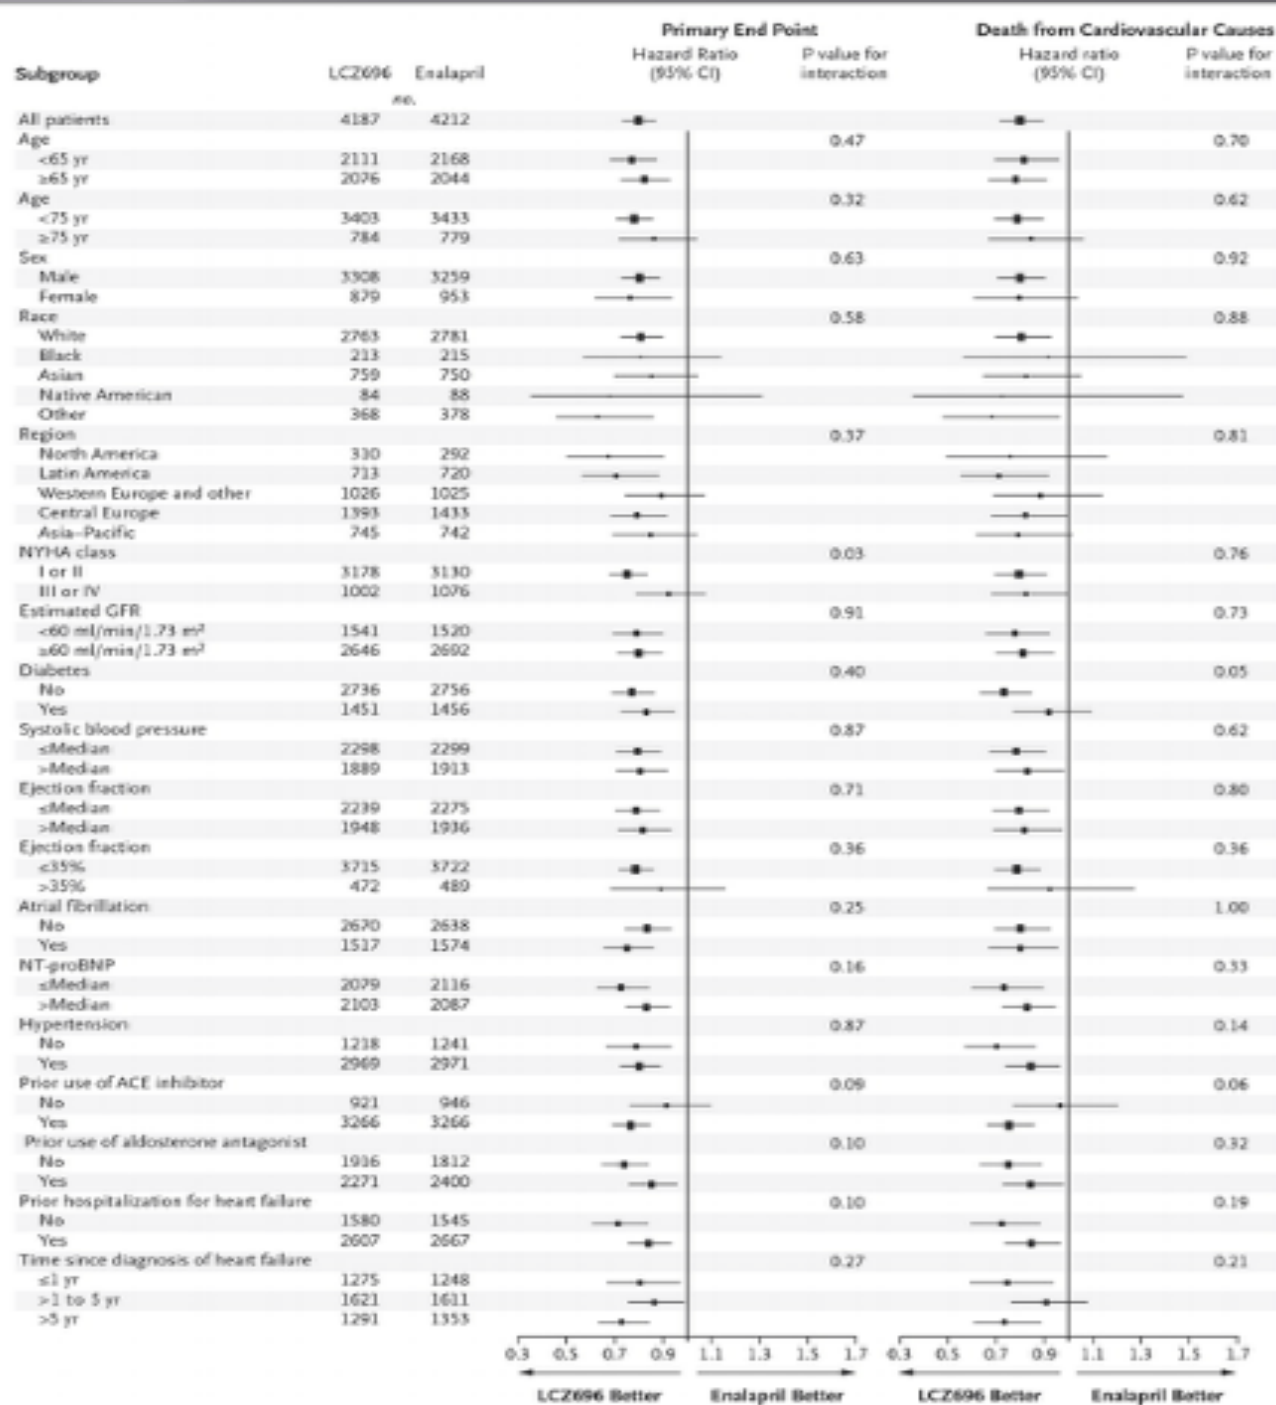 Primary End Point Death from Cardiovascular Causes
Subgroup LCZ696 Enalapril Hazard Ratio (95% CI) P value for interaction Hazard ratio (95% CI) P value for interaction
no.
All patients 4187 4212
Age 0.47 0.70
<65 yr 2111 2168
≥65 yr 2076 2044
Age 0.32 0.62
<75 yr 3403 3433
≥75 yr 784 779
Sex 0.63 0.92
Male 3308 3259
Female 879 953
Race 0.58 0.88
White 2763 2781
Black 213 215
Asian 759 750
Native American 84 88
Other 368 378
Region 0.37 0.81
North America 310 292
Latin America 713 720
Western Europe and other 1026 1025
Central Europe 1393 1433
Asia–Pacific 745 742
NYHA class 0.03 0.76
I or II 3178 3130
III or IV 1002 1076
Estimated GFR 0.91 0.73
<60 ml/min/1.73 m² 1541 1520
≥60 ml/min/1.73 m² 2646 2692
Diabetes 0.40 0.05
No 2736 2756
Yes 1451 1456
Systolic blood pressure 0.87 0.62
≤Median 2298 2299
>Median 1889 1913
Ejection fraction 0.71 0.80
≤Median 2239 2275
>Median 1948 1936
Ejection fraction 0.36 0.36
≤35% 3715 3722
>35% 472 489
Atrial fibrillation 0.25 1.00
No 2670 2638
Yes 1517 1574
NT-proBNP 0.16 0.33
≤Median 2079 2116
>Median 2103 2087
Hypertension 0.87 0.14
No 1218 1241
Yes 2969 2971
Prior use of ACE inhibitor 0.09 0.06
No 921 946
Yes 3266 3266
Prior use of aldosterone antagonist 0.10 0.32
No 1916 1812
Yes 2271 2400
Prior hospitalization for heart failure 0.10 0.19
No 1580 1545
Yes 2607 2667
Time since diagnosis of heart failure 0.27 0.21
≤1 yr 1275 1248
>1 to 5 yr 1621 1611
>5 yr 1291 1353
0.3 0.5 0.7 0.9 1.1 1.3 1.5 1.7 0.3 0.5 0.7 0.9 1.1 1.3 1.5 1.7
LCZ696 Better Enalapril Better LCZ696 Better Enalapril Better